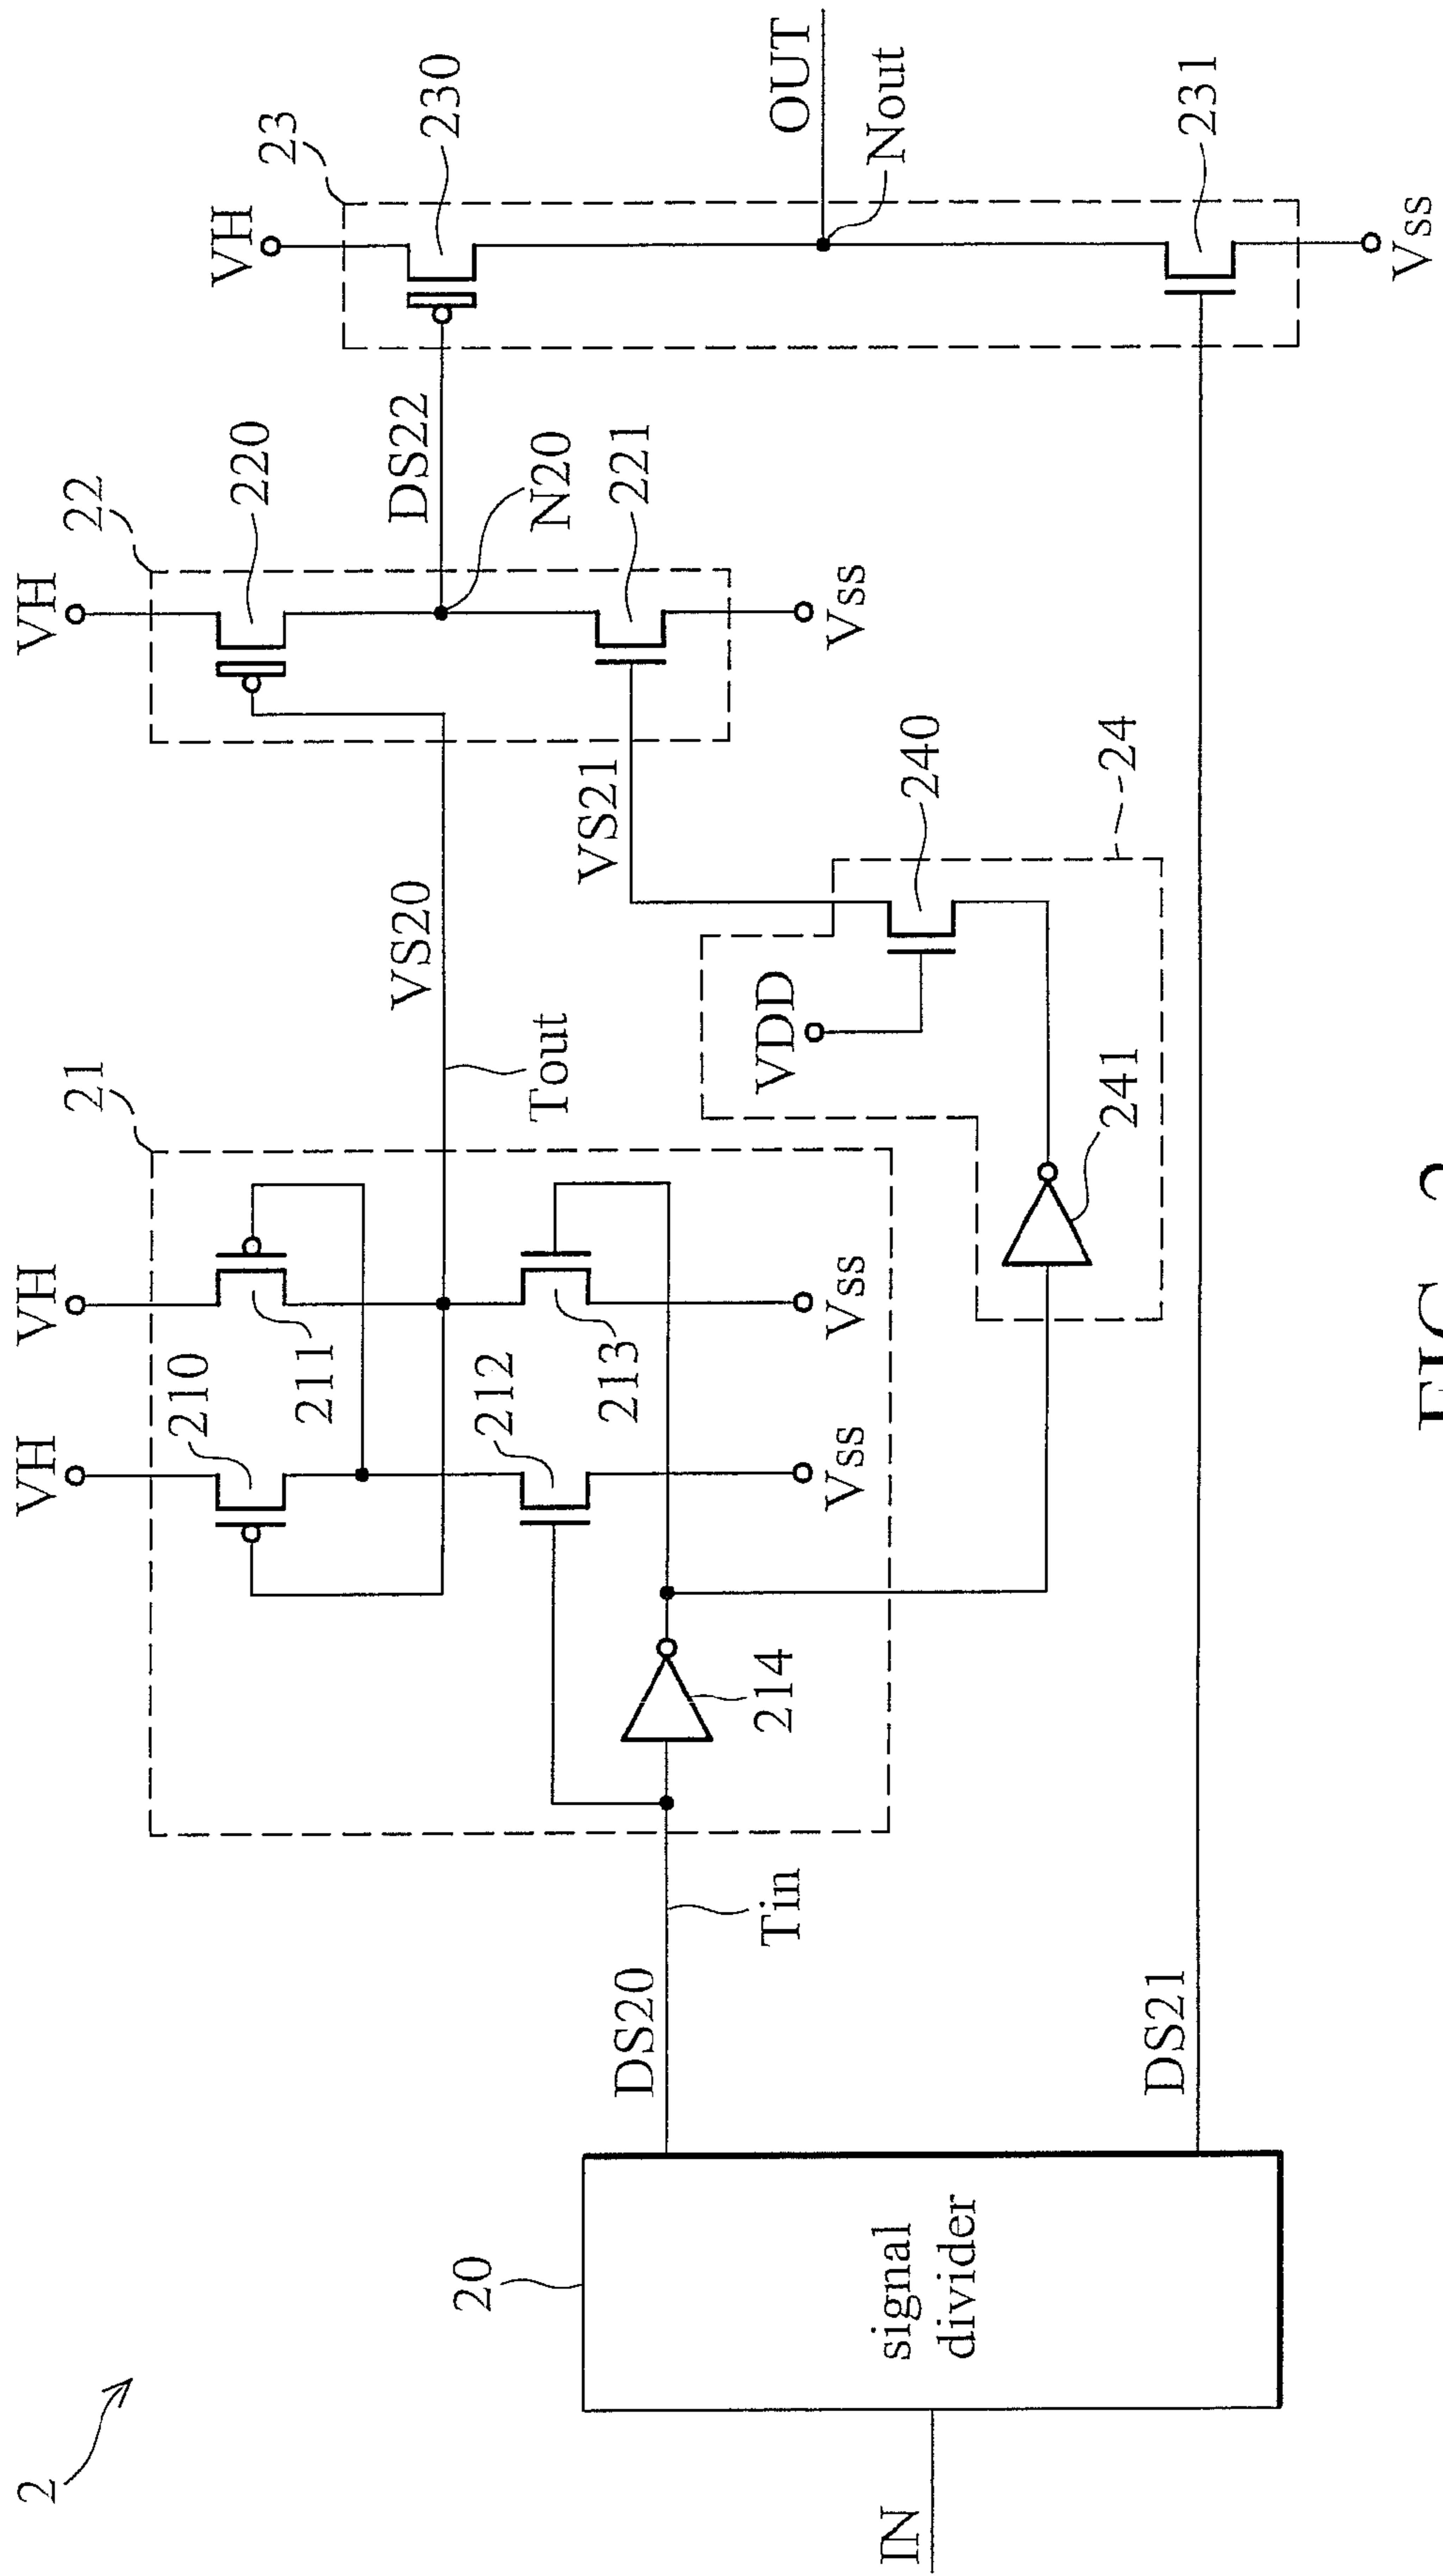 2
IN
20
signal
divider
DS20
DS21
Tin
21
VH
VH
210
211
212
213
214
Vss
Vss
Tout
VS20
VDD
240
241
24
VS21
22
VH
220
221
N20
Vss
DS22
23
VH
230
231
OUT
Nout
Vss